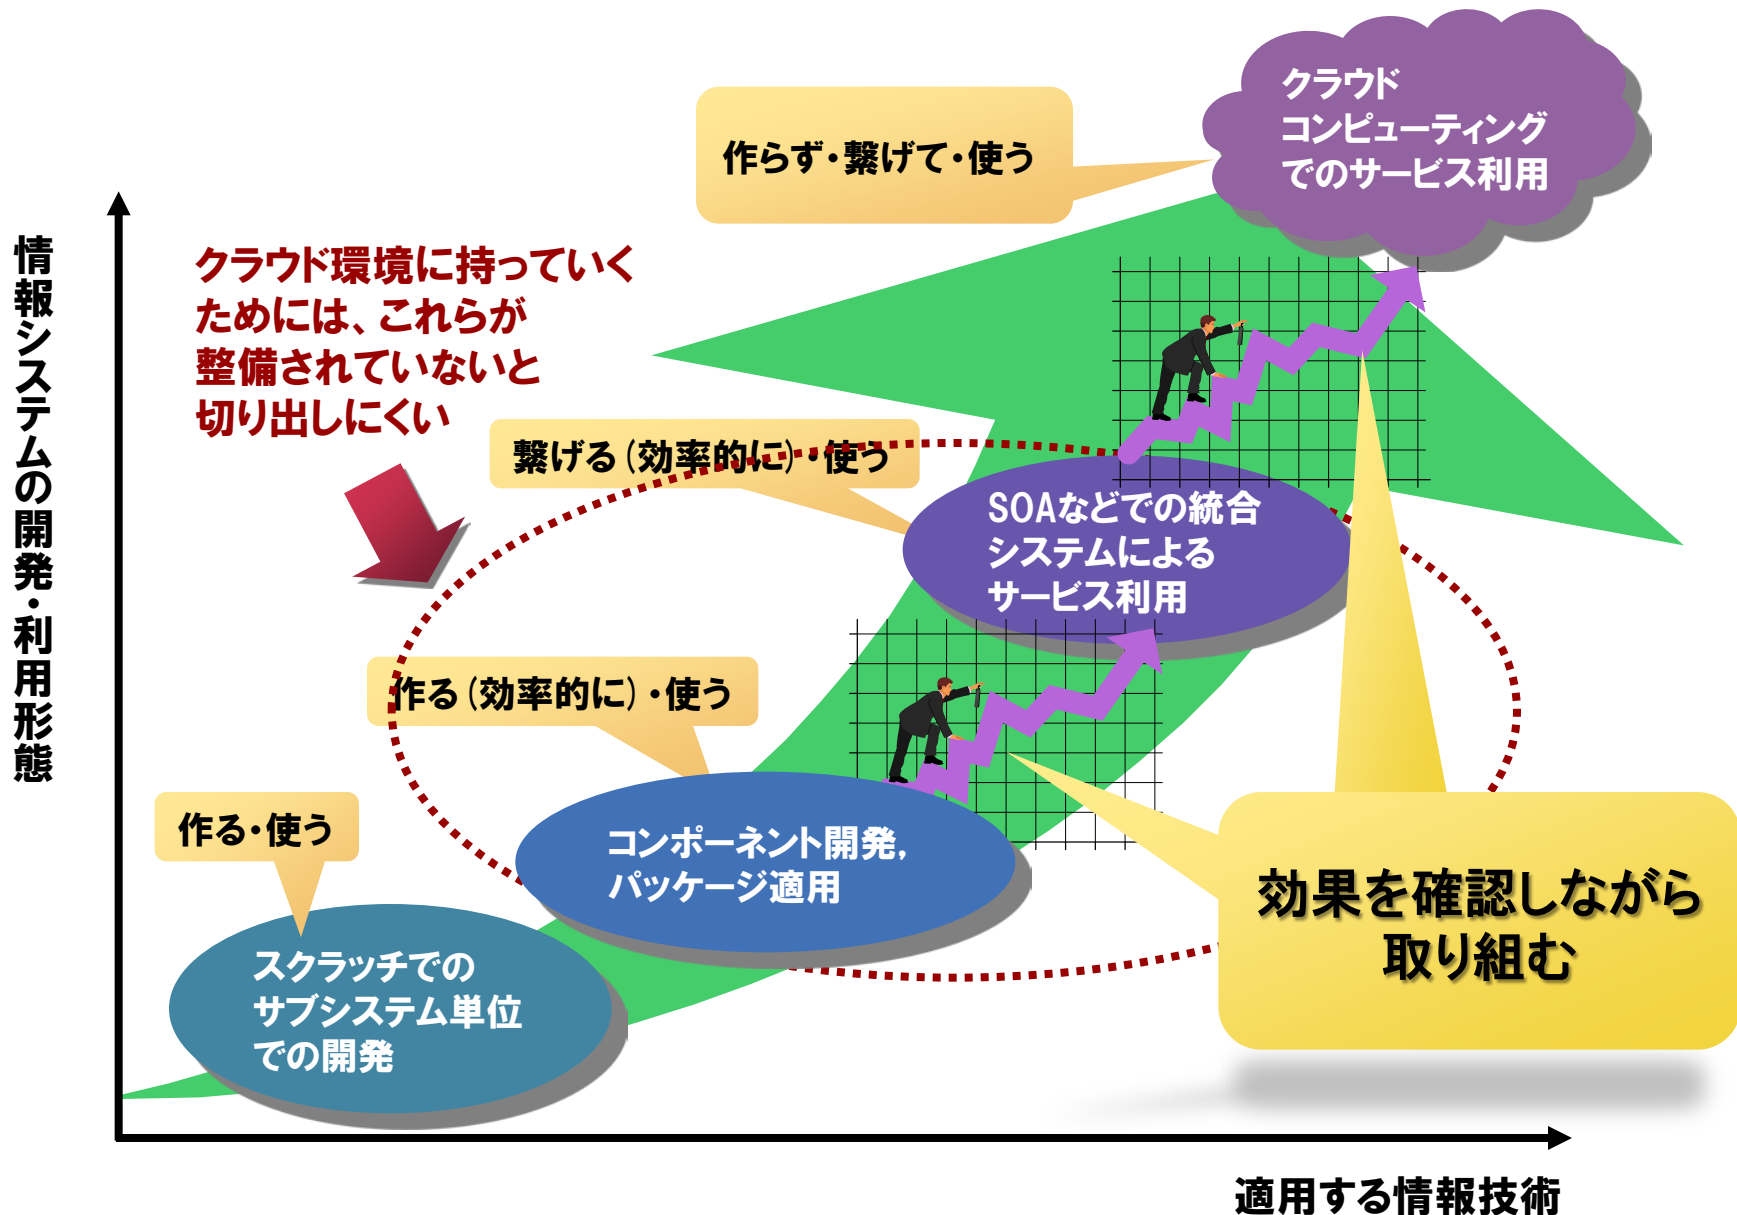 クラウド
コンピューティング
でのサービス利用
作らず・繋げて・使う
情報システムの開発・利用形態
クラウド環境に持っていく
ためには、これらが
整備されていないと
切り出しにくい
繋げる(効率的に)・使う
SOAなどでの統合
システムによる
サービス利用
作る(効率的に)・使う
作る・使う
コンポーネント開発,
パッケージ適用
効果を確認しながら
取り組む
スクラッチでの
サブシステム単位
での開発
適用する情報技術